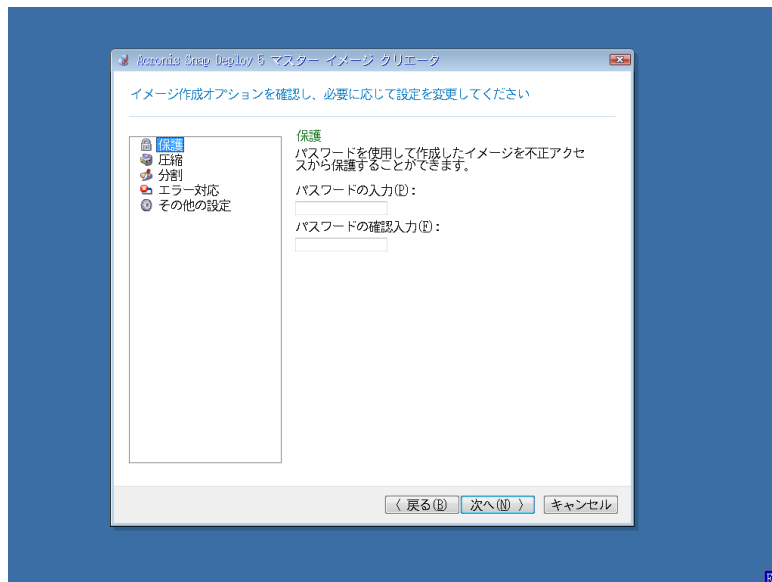 Acronis Snap Deploy 5 マスター イメージ クリエータ
イメージ作成オプションを確認し、必要に応じて設定を変更してください
保護
圧縮
分割
エラー対応
その他の設定
保護
パスワードを使用して作成したイメージを不正アクセ
スから保護することができます。
パスワードの入力(P):
パスワードの確認入力(F):
< 戻る(B)
次へ(N) >
キャンセル